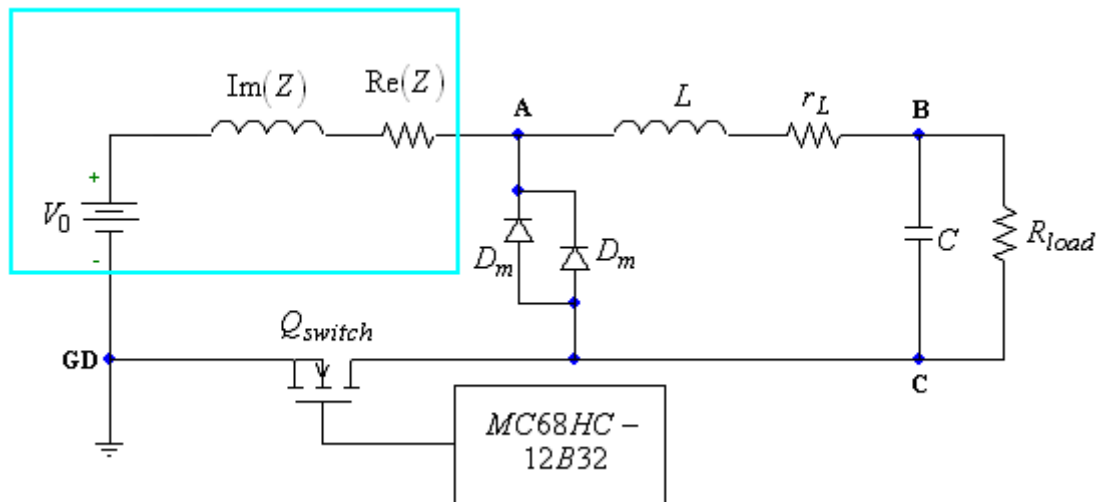 Im(Z)
Re(Z)
A
L
r_L
B
+
V_0
-
D_m
D_m
C
R_load
Q_switch
GD
C
MC68HC -
12B32